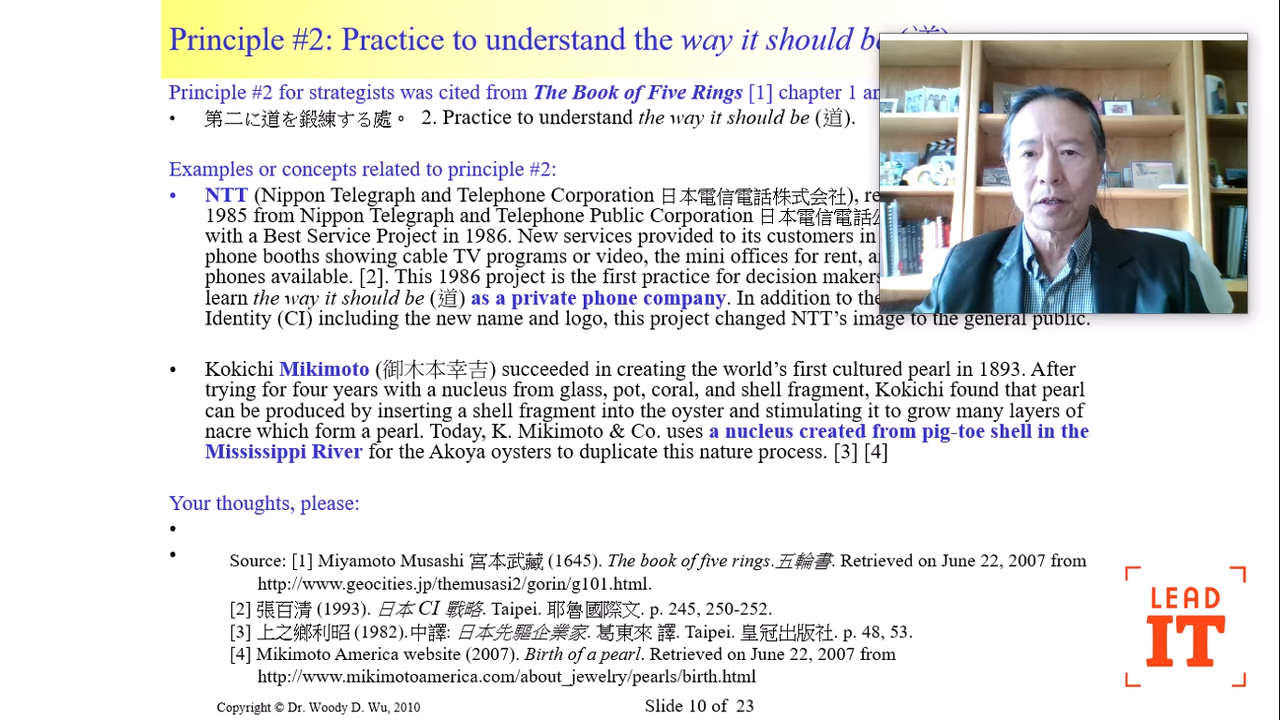 Principle #2: Practice to understand the way it should be (道)
Principle #2 for strategists was cited from The Book of Five Rings [1] chapter 1
• 第二に道を鍛練する處。 2. Practice to understand the way it should be (道).
Examples or concepts related to principle #2:
• NTT (Nippon Telegraph and Telephone Corporation 日本電信電話株式会社),
1985 from Nippon Telegraph and Telephone Public Corporation 日本電信電話
with a Best Service Project in 1986. New services provided to its customers in
phone booths showing cable TV programs or video, the mini offices for rent,
phones available. [2]. This 1986 project is the first practice for decision makers
learn the way it should be (道) as a private phone company. In addition to the
Identity (CI) including the new name and logo, this project changed NTT's image to the general public.
• Kokichi Mikimoto (御木本幸吉) succeeded in creating the world's first cultured pearl in 1893. After
trying for four years with a nucleus from glass, pot, coral, and shell fragment, Kokichi found that pearl
can be produced by inserting a shell fragment into the oyster and stimulating it to grow many layers of
nacre which form a pearl. Today, K. Mikimoto & Co. uses a nucleus created from pig-toe shell in the
Mississippi River for the Akoya oysters to duplicate this nature process. [3] [4]
Your thoughts, please:
•
•
Source: [1] Miyamoto Musashi 宮本武藏 (1645). The book of five rings.五輪書. Retrieved on June 22, 2007 from
http://www.geocities.jp/themusasi2/gorin/g101.html.
[2] 張百清 (1993). 日本 CI 戰略. Taipei. 耶魯國際文. p. 245, 250-252.
[3] 上之鄉利昭 (1982).中譯: 日本先驅企業家. 葛東來 譯. Taipei. 皇冠出版社. p. 48, 53.
[4] Mikimoto America website (2007). Birth of a pearl. Retrieved on June 22, 2007 from
http://www.mikimotoamerica.com/about_jewelry/pearls/birth.html
Copyright © Dr. Woody D. Wu, 2010
Slide 10 of 23
LEAD
IT